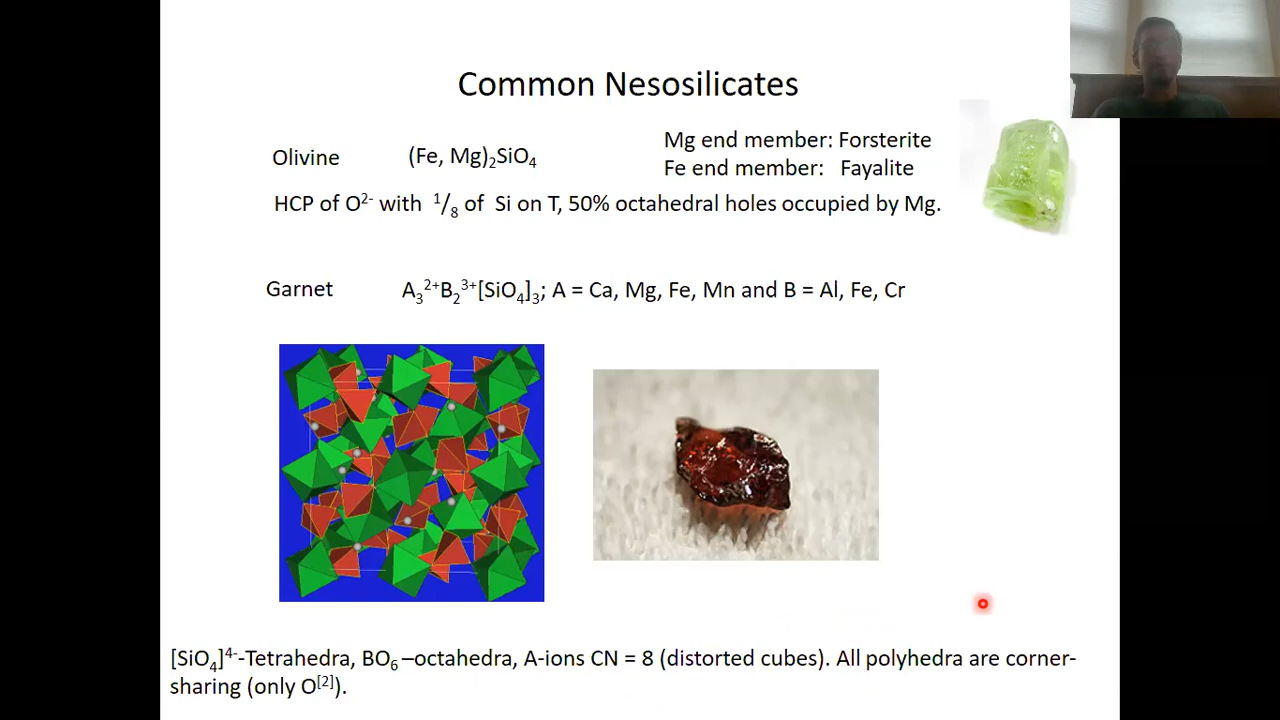 Common Nesosilicates
Olivine (Fe, Mg)₂SiO₄
Mg end member: Forsterite
Fe end member: Fayalite
HCP of O²⁻ with ¹/₈ of Si on T, 50% octahedral holes occupied by Mg.
Garnet A₃²⁺B₂³⁺[SiO₄]₃; A = Ca, Mg, Fe, Mn and B = Al, Fe, Cr
[SiO₄]⁴⁻-Tetrahedra, BO₆–octahedra, A-ions CN = 8 (distorted cubes). All polyhedra are corner-
sharing (only O[²]).